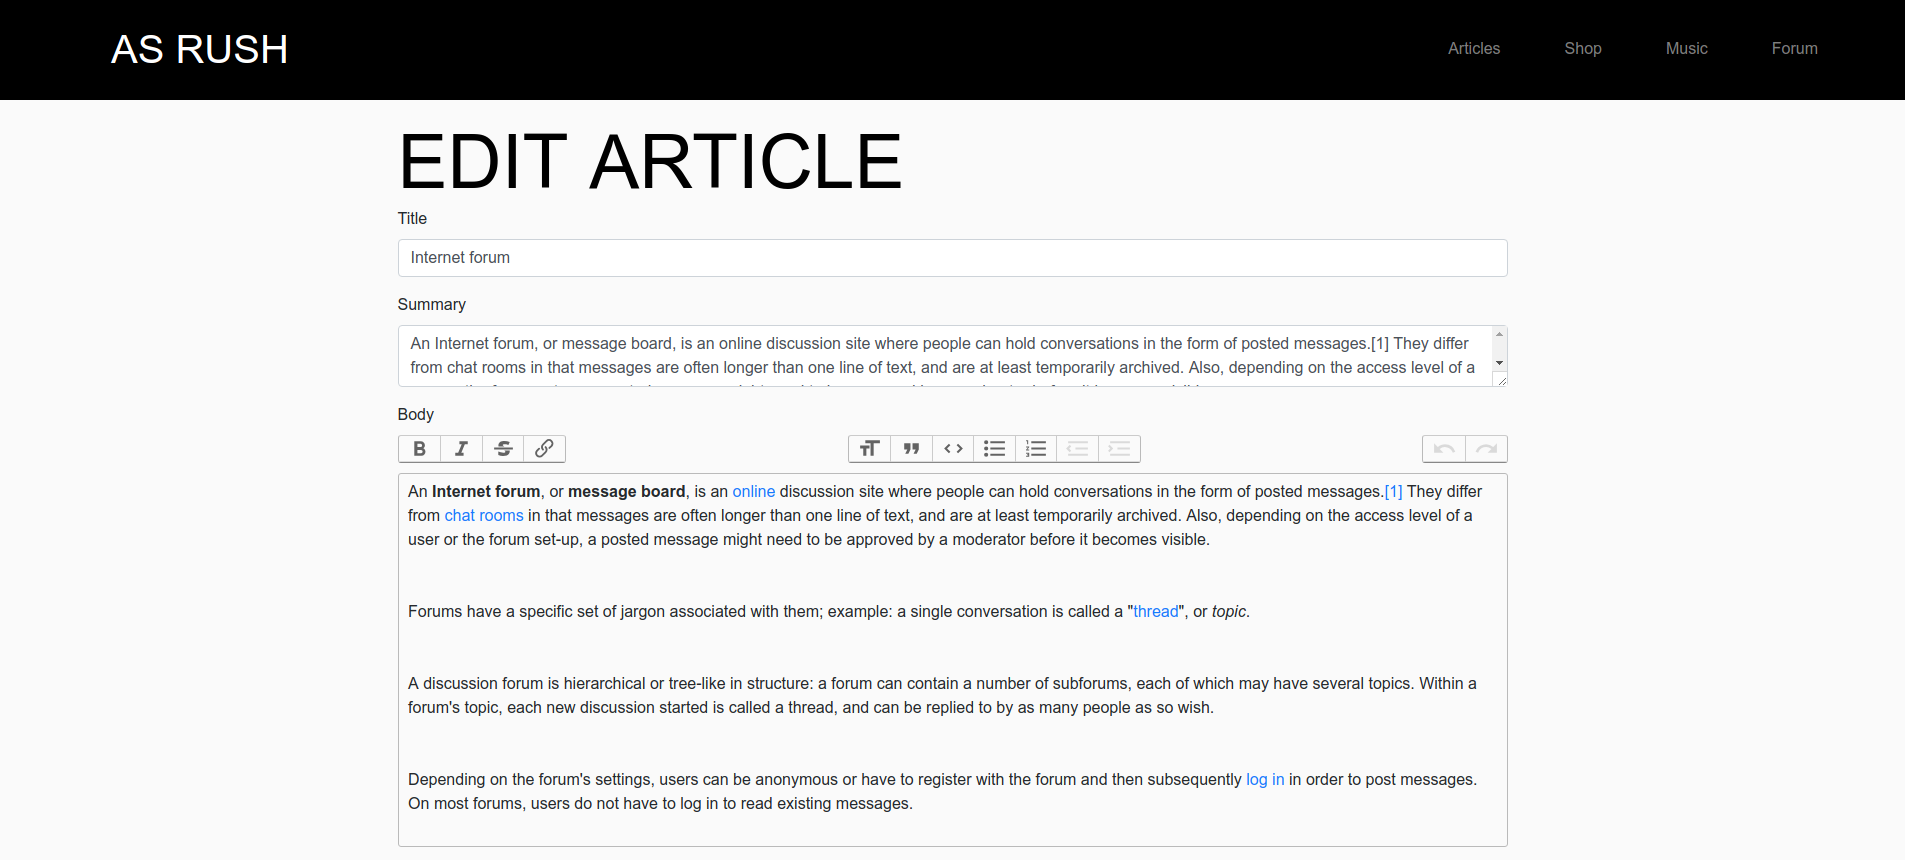 AS RUSH
Articles Shop Music Forum
EDIT ARTICLE
Title
Internet forum
Summary
An Internet forum, or message board, is an online discussion site where people can hold conversations in the form of posted messages.[1] They differ
from chat rooms in that messages are often longer than one line of text, and are at least temporarily archived. Also, depending on the access level of a
Body
An Internet forum, or message board, is an online discussion site where people can hold conversations in the form of posted messages.[1] They differ
from chat rooms in that messages are often longer than one line of text, and are at least temporarily archived. Also, depending on the access level of a
user or the forum set-up, a posted message might need to be approved by a moderator before it becomes visible.
Forums have a specific set of jargon associated with them; example: a single conversation is called a "thread", or topic.
A discussion forum is hierarchical or tree-like in structure: a forum can contain a number of subforums, each of which may have several topics. Within a
forum's topic, each new discussion started is called a thread, and can be replied to by as many people as so wish.
Depending on the forum's settings, users can be anonymous or have to register with the forum and then subsequently log in in order to post messages.
On most forums, users do not have to log in to read existing messages.